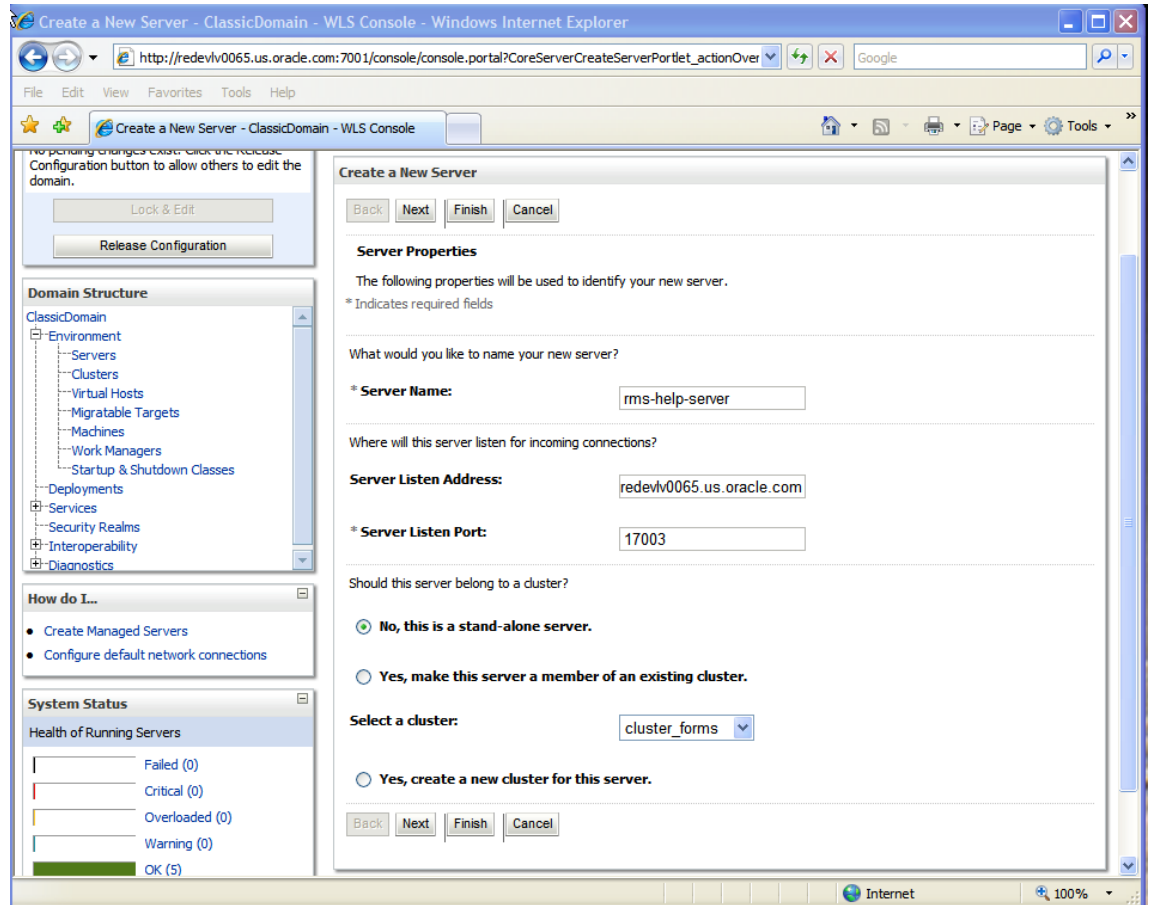 Create a New Server - ClassicDomain - WLS Console - Windows Internet Explorer
http://redevlv0065.us.oracle.com:7001/console/console.portal?CoreServerCreateServerPortlet_actionOver
Google
File Edit View Favorites Tools Help
Create a New Server - ClassicDomain - WLS Console
Page Tools »
No pending changes exist. Click the Release
Configuration button to allow others to edit the
domain.
Lock & Edit
Release Configuration
Domain Structure
ClassicDomain
Environment
Servers
Clusters
Virtual Hosts
Migratable Targets
Machines
Work Managers
Startup & Shutdown Classes
Deployments
Services
Security Realms
Interoperability
Diagnostics
How do I...
Create Managed Servers
Configure default network connections
System Status
Health of Running Servers
Failed (0)
Critical (0)
Overloaded (0)
Warning (0)
OK (5)
Create a New Server
Back Next Finish Cancel
Server Properties
The following properties will be used to identify your new server.
* Indicates required fields
What would you like to name your new server?
* Server Name: rms-help-server
Where will this server listen for incoming connections?
Server Listen Address: redevlv0065.us.oracle.com
* Server Listen Port: 17003
Should this server belong to a cluster?
No, this is a stand-alone server.
Yes, make this server a member of an existing cluster.
Select a cluster: cluster_forms
Yes, create a new cluster for this server.
Back Next Finish Cancel
Internet 100%